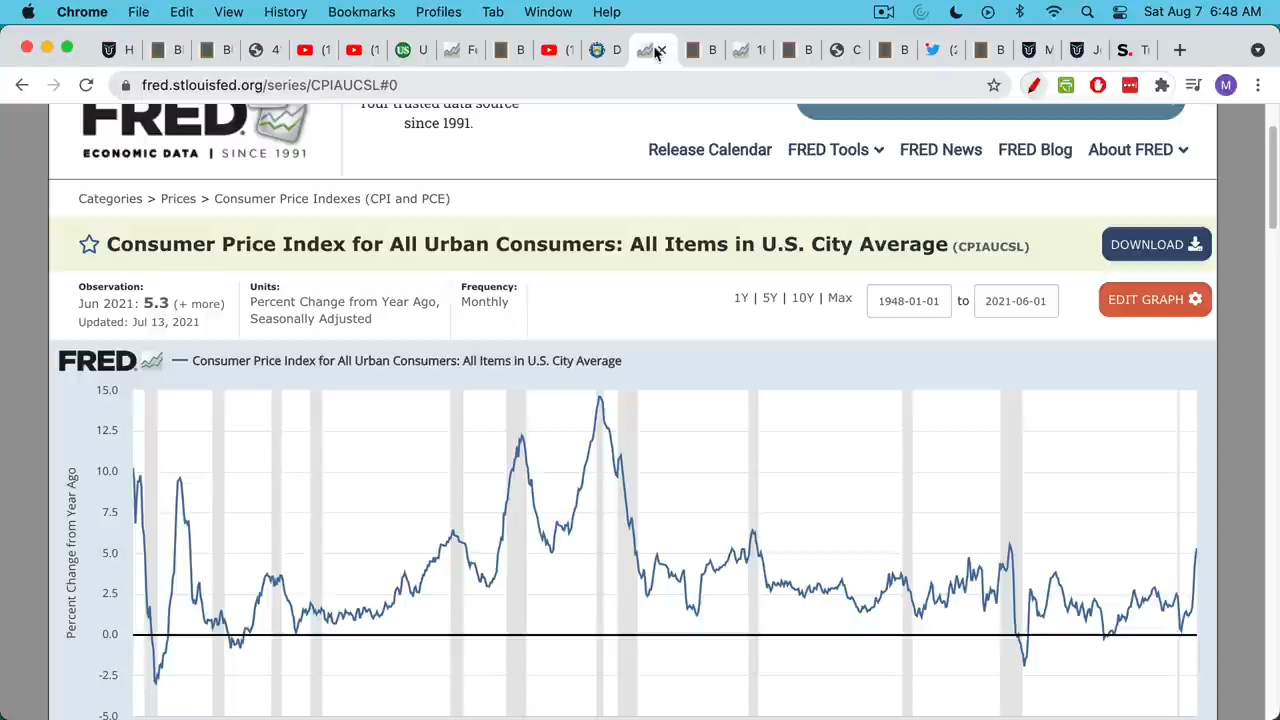 Chrome File Edit View History Bookmarks Profiles Tab Window Help Sat Aug 7 6:48 AM
H B B 4 (1 (1 U F B (1 D B 1 B C B (2 B M J T
fred.stlouisfed.org/series/CPIAUCSL#0 M
FRED Your trusted data source
since 1991.
ECONOMIC DATA | SINCE 1991
Release Calendar FRED Tools FRED News FRED Blog About FRED
Categories > Prices > Consumer Price Indexes (CPI and PCE)
Consumer Price Index for All Urban Consumers: All Items in U.S. City Average (CPIAUCSL) DOWNLOAD
Observation: Units: Frequency:
Jun 2021: 5.3 (+ more) Percent Change from Year Ago, Monthly 1Y | 5Y | 10Y | Max 1948-01-01 to 2021-06-01 EDIT GRAPH
Updated: Jul 13, 2021 Seasonally Adjusted
FRED Consumer Price Index for All Urban Consumers: All Items in U.S. City Average
15.0
12.5
10.0
7.5
5.0
2.5
0.0
-2.5
-5.0
Percent Change from Year Ago